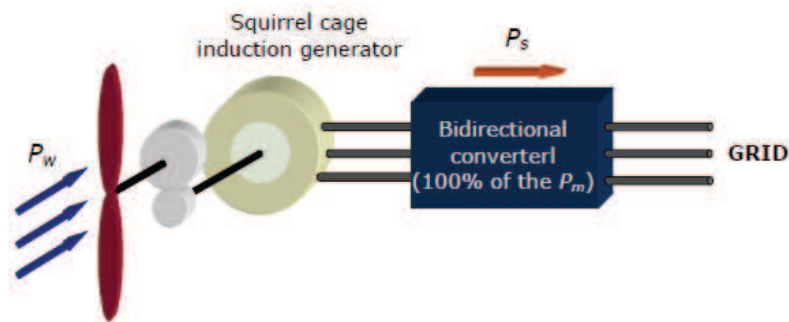 Squirrel cage
induction generator
Ps
Pw
Bidirectional
converterl
(100% of the Pm)
GRID